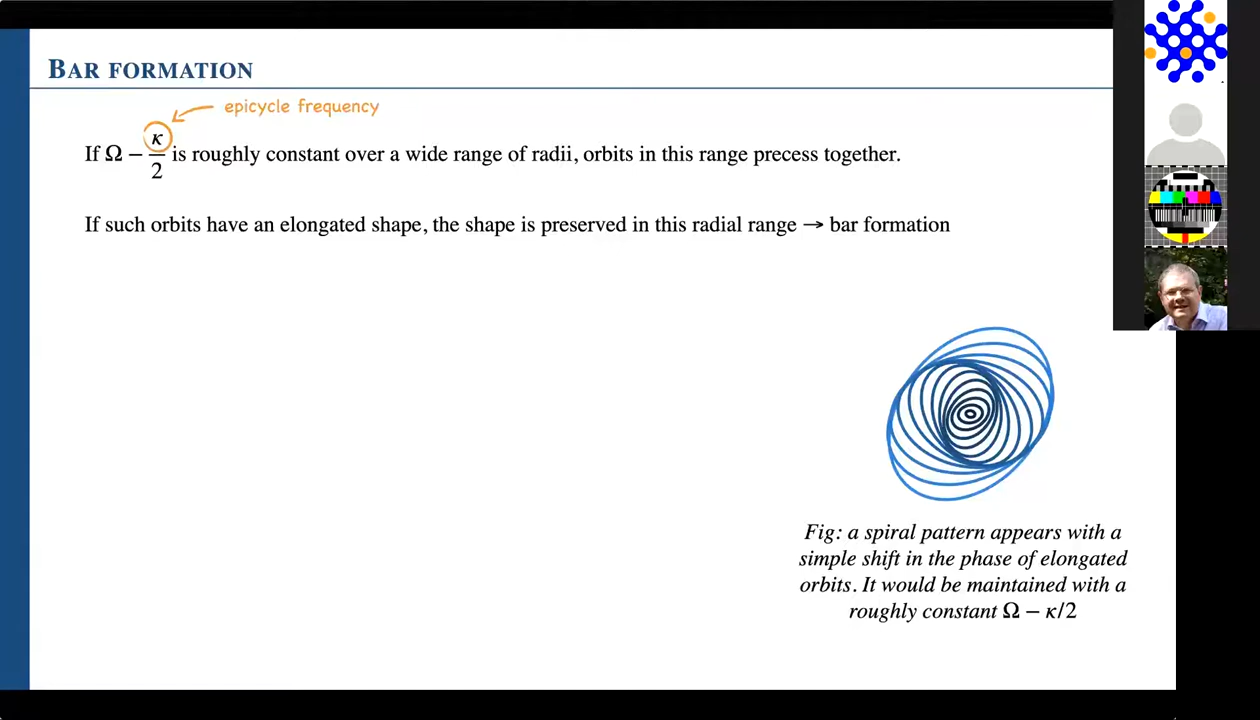 BAR FORMATION
epicycle frequency
If Ω − κ/2 is roughly constant over a wide range of radii, orbits in this range precess together.
If such orbits have an elongated shape, the shape is preserved in this radial range → bar formation
Fig: a spiral pattern appears with a
simple shift in the phase of elongated
orbits. It would be maintained with a
roughly constant Ω − κ/2